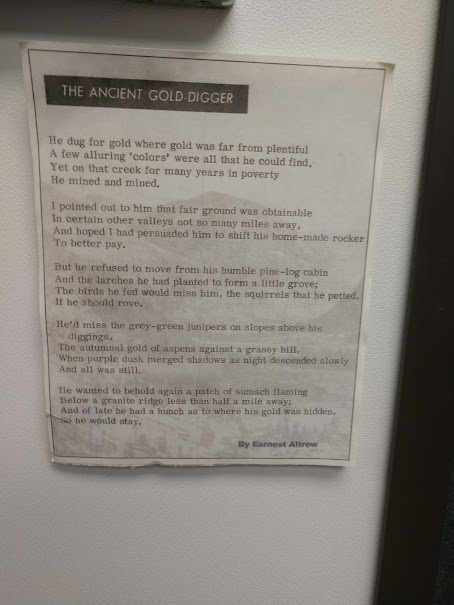 THE ANCIENT GOLD-DIGGER
He dug for gold where gold was far from plentiful
A few alluring 'colors' were all that he could find,
Yet on that creek for many years in poverty
He mined and mined.
I pointed out to him that fair ground was obtainable
In certain other valleys not so many miles away,
And hoped I had persuaded him to shift his home-made rocker
To better pay.
But he refused to move from his humble pine-log cabin
And the larches he had planted to form a little grove;
The birds he fed would miss him, the squirrels that he petted,
If he should rove.
He'd miss the grey-green junipers on slopes above his
diggings,
The autumnal gold of aspens against a grassy hill,
When purple dusk merged shadows as night descended slowly
And all was still.
He wanted to behold again a patch of sumach flaming
Below a granite ridge less than half a mile away;
And of late he had a hunch as to where his gold was hidden,
So he would stay.
By Earnest Altrew